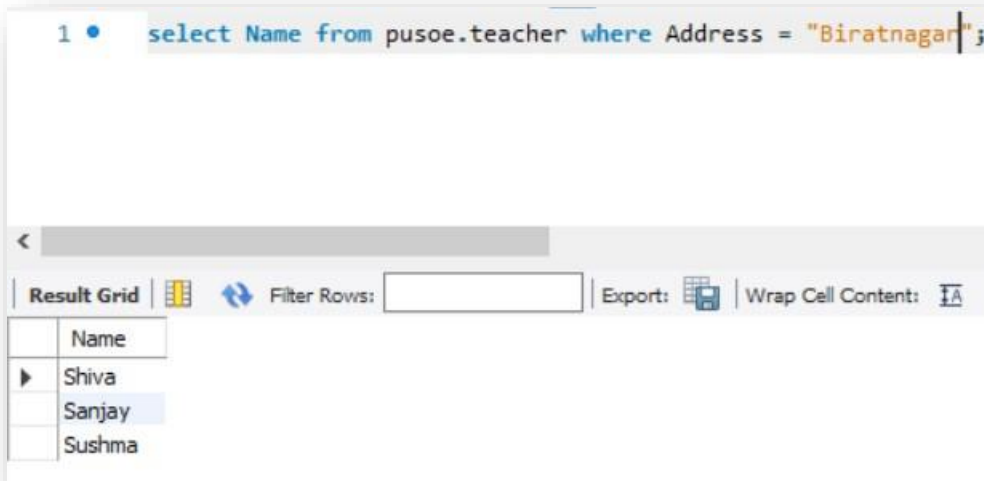 1 select Name from pusoe.teacher where Address = "Biratnagar";
Result Grid Filter Rows: Export: Wrap Cell Content: IA
Name
Shiva
Sanjay
Sushma